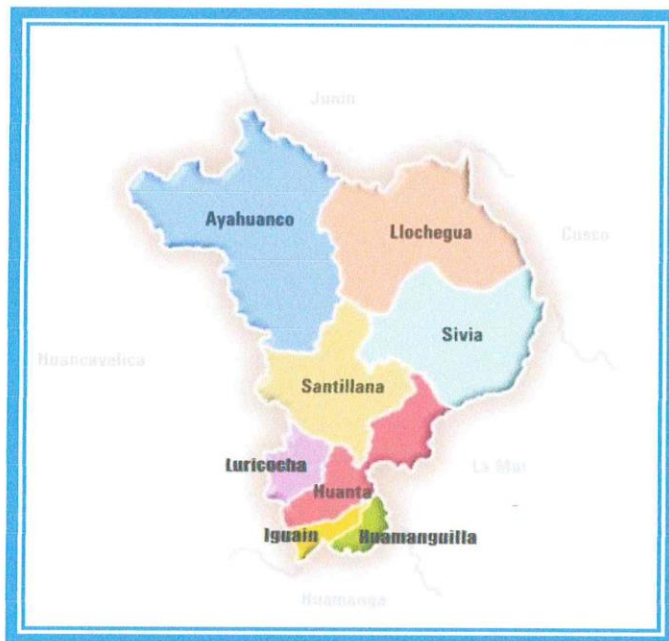 Junin
Ayahuanco
Llochegua
Cusco
Sivia
Huancavelica
Santillana
Luricocha
La Mar
Huanta
Iguain
Huamanguilla
Huamanga